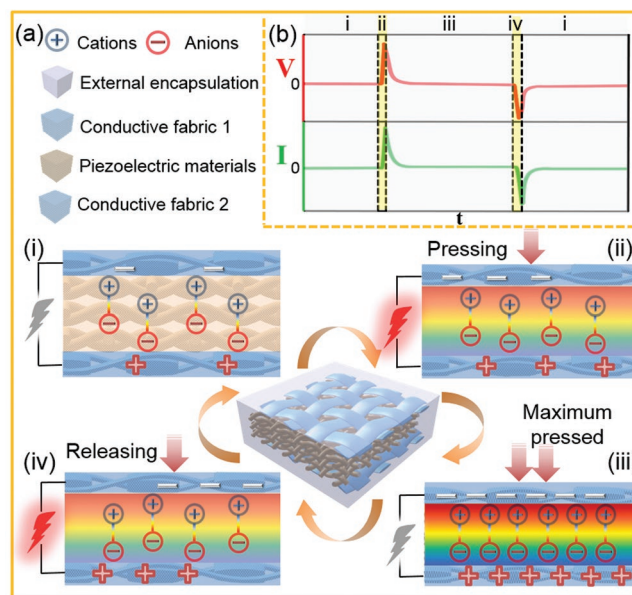 (a)
Cations
Anions
External encapsulation
Conductive fabric 1
Piezoelectric materials
Conductive fabric 2
(b)
i ii iii iv i
V
0
I
0
t
(i)
Pressing
(ii)
Maximum
pressed
(iii
Releasing
(iv)